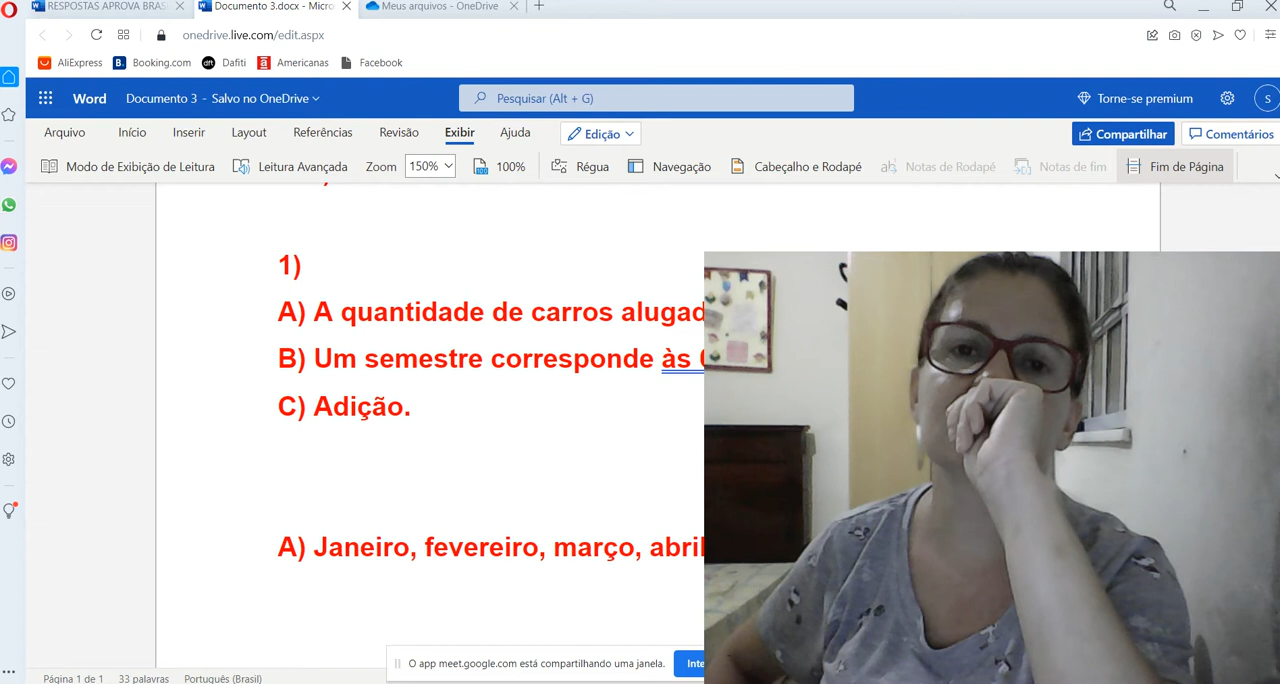 RESPOSTAS APROVA BRAS
Documento 3.docx - Micro
Meus arquivos - OneDrive
onedrive.live.com/edit.aspx
AliExpress
B. Booking.com
dft Dafiti
a Americanas
Facebook
Word
Documento 3 - Salvo no OneDrive
Pesquisar (Alt + G)
Torne-se premium
S
Arquivo
Início
Inserir
Layout
Referências
Revisão
Exibir
Ajuda
Edição
Compartilhar
Comentários
Modo de Exibição de Leitura
Leitura Avançada
Zoom
150%
100%
Régua
Navegação
Cabeçalho e Rodapé
Notas de Rodapé
Notas de fim
Fim de Página
1)
A) A quantidade de carros alugad
B) Um semestre corresponde às
C) Adição.
A) Janeiro, fevereiro, março, abril
O app meet.google.com está compartilhando uma janela.
Inte
Página 1 de 1
33 palavras
Português (Brasil)